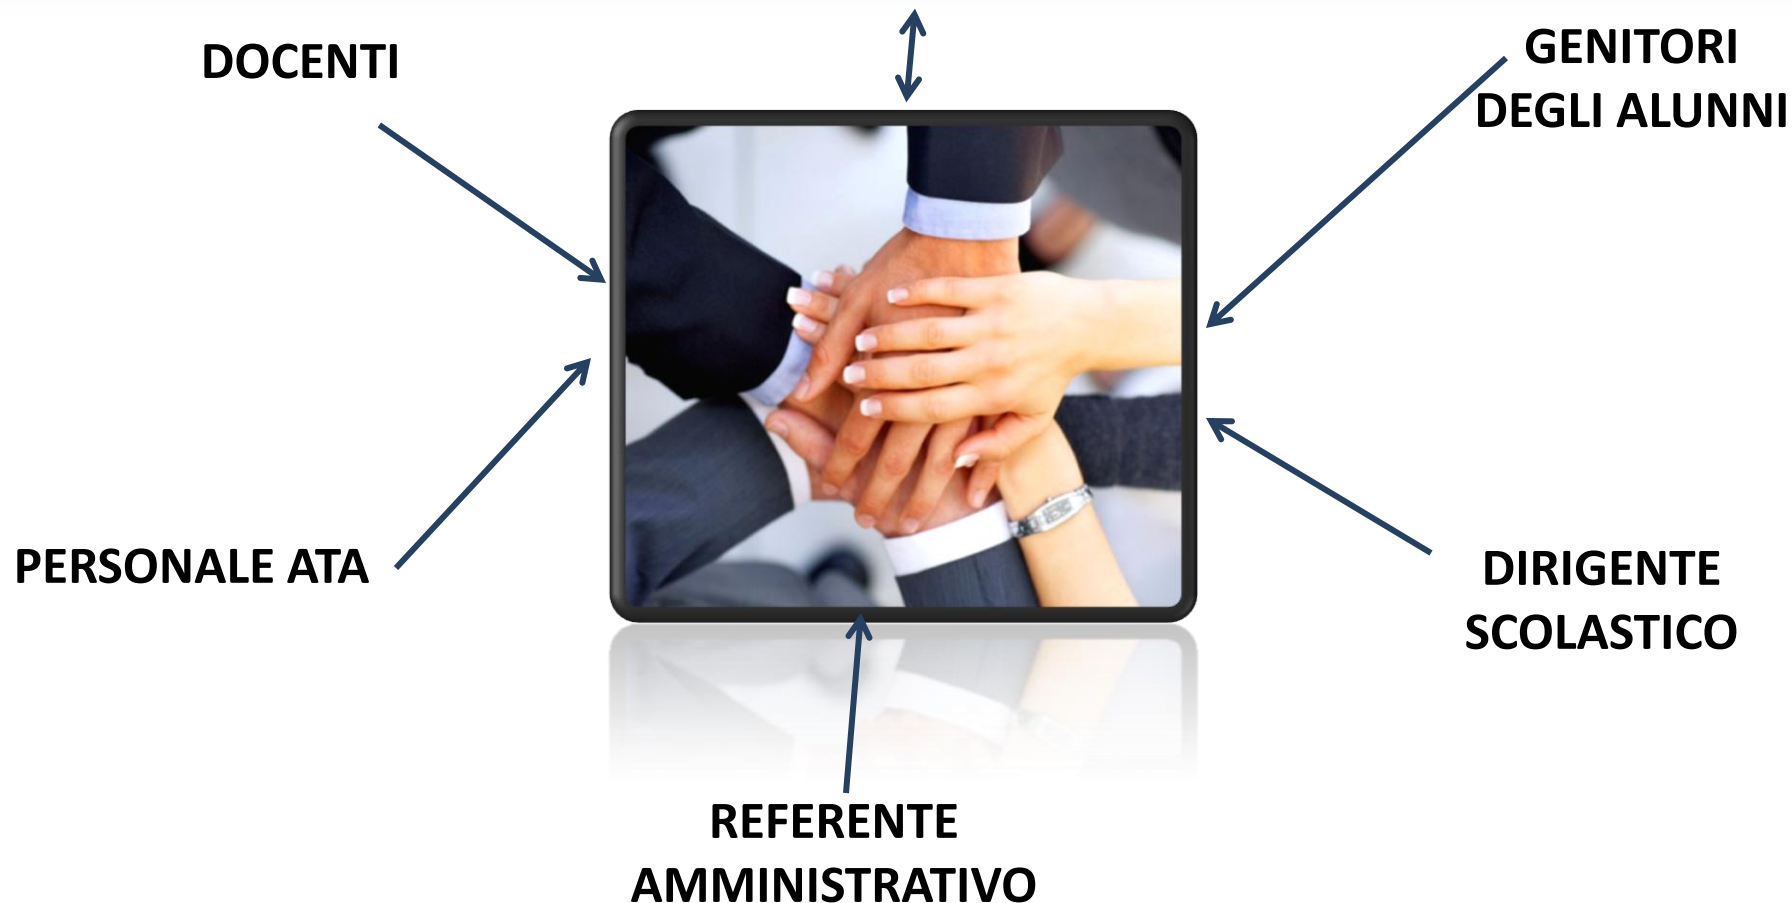 DOCENTI
GENITORI
DEGLI ALUNNI
PERSONALE ATA
DIRIGENTE
SCOLASTICO
REFERENTE
AMMINISTRATIVO